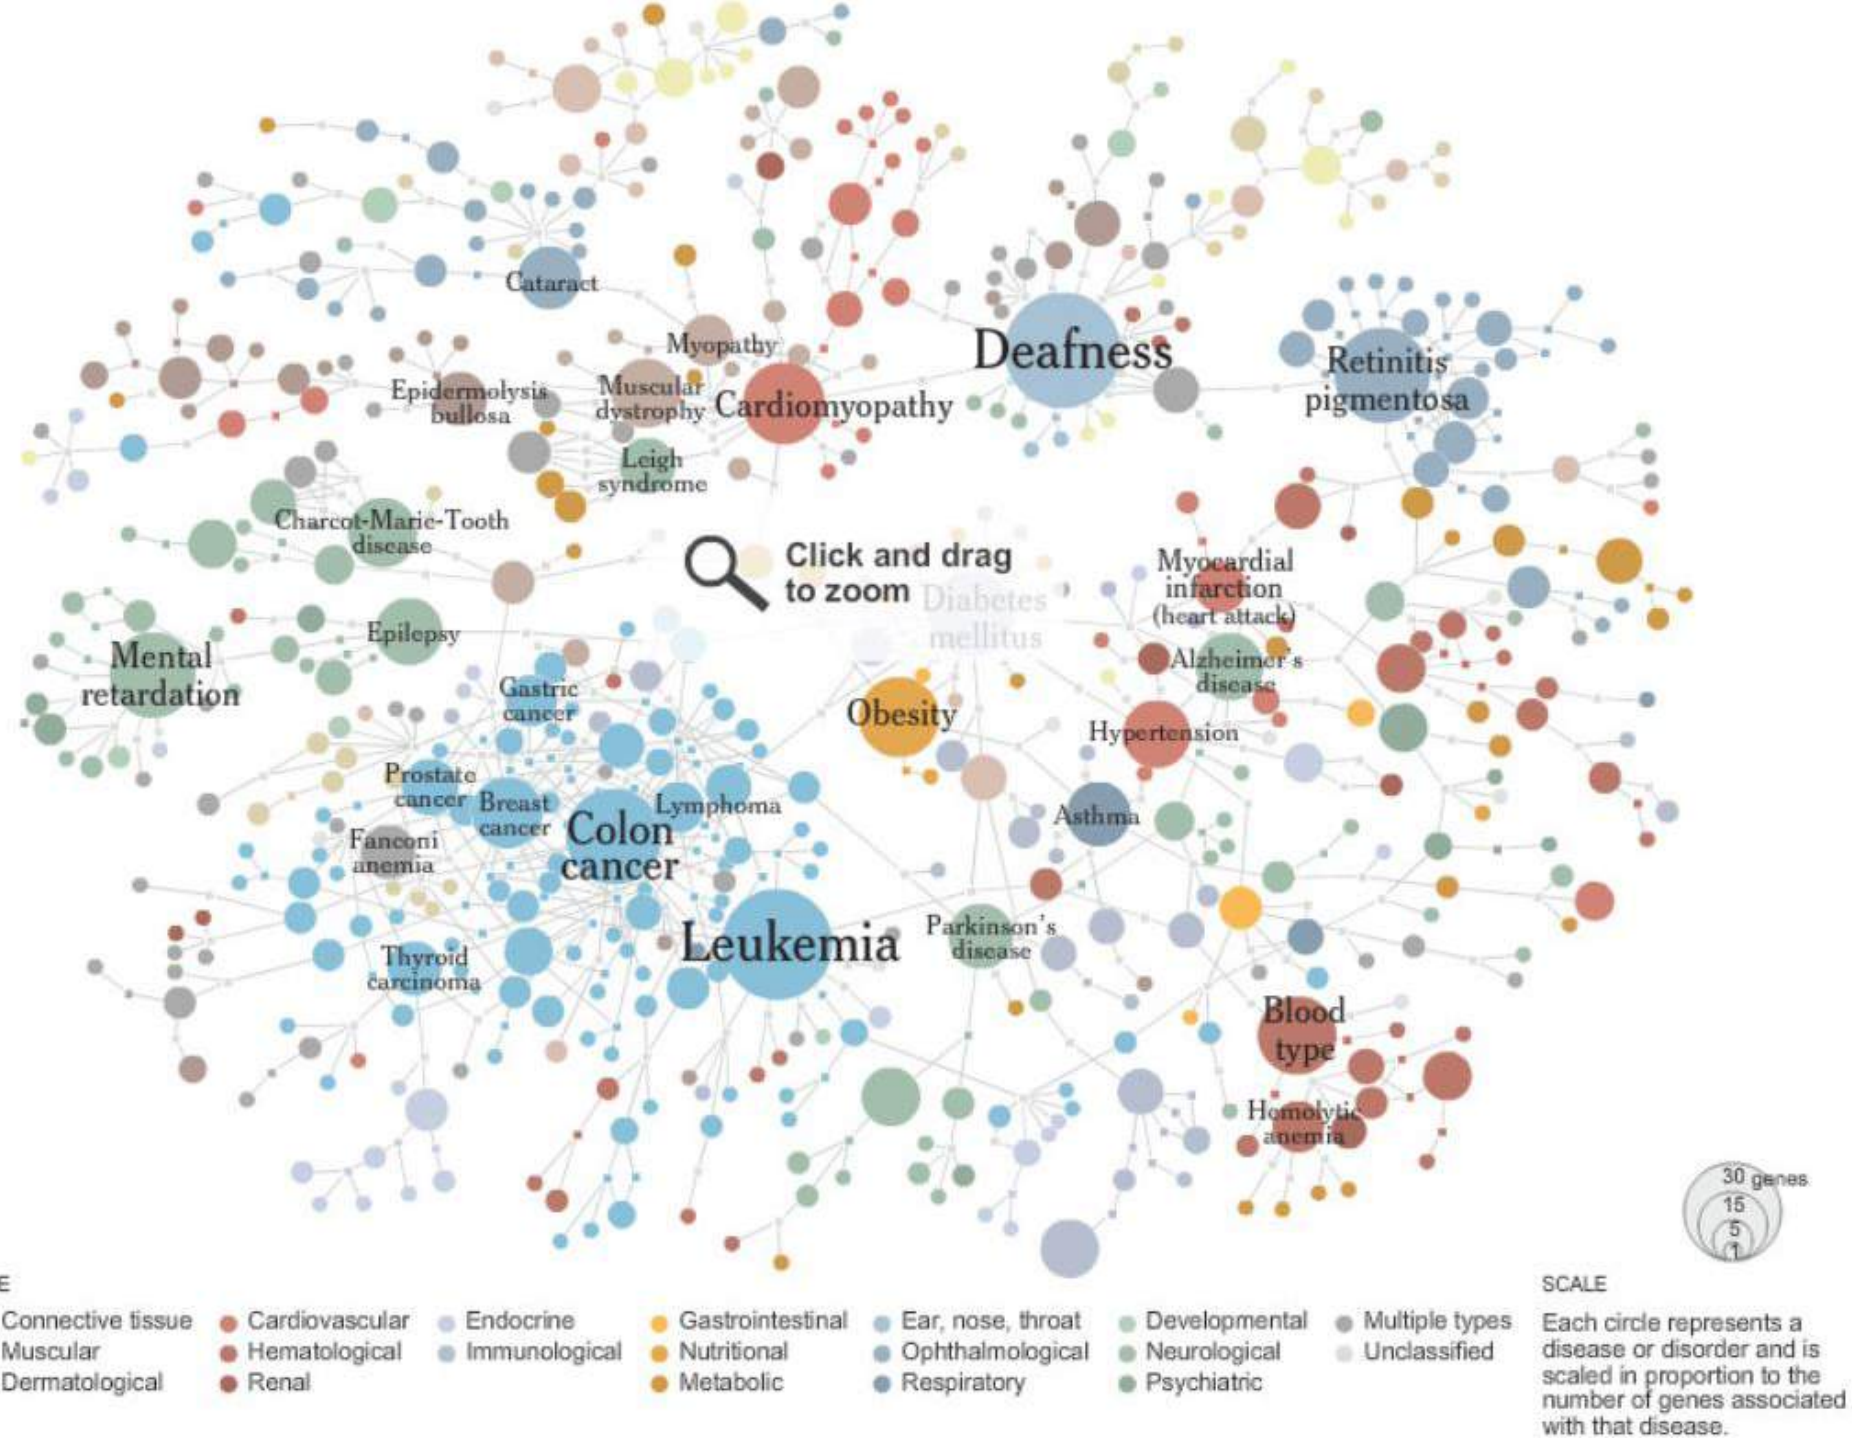 Cataract
Myopathy
Deafness
Retinitis
pigmentosa
Epidermolysis
bullosa
Muscular
dystrophy
Cardiomyopathy
Leigh
syndrome
Charcot-Marie-Tooth
disease
Click and drag
to zoom
Diabetes
mellitus
Myocardial
infarction
(heart attack)
Epilepsy
Mental
retardation
Alzheimer's
disease
Gastric
cancer
Obesity
Hypertension
Prostate
cancer
Breast
cancer
Colon
cancer
Lymphoma
Asthma
Fanconi
anemia
Leukemia
Parkinson's
disease
Thyroid
carcinoma
Blood
type
Hemolytic
anemia
30 genes
15
5
1
E
Connective tissue
Muscular
Dermatological
Cardiovascular
Hematological
Renal
Endocrine
Immunological
Gastrointestinal
Nutritional
Metabolic
Ear, nose, throat
Ophthalmological
Respiratory
Developmental
Neurological
Psychiatric
Multiple types
Unclassified
SCALE
Each circle represents a
disease or disorder and is
scaled in proportion to the
number of genes associated
with that disease.